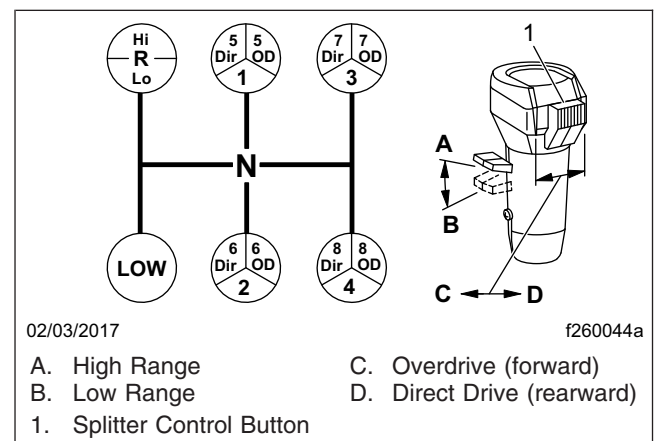 Hi
R
Lo
5 5
Dir OD
1
7 7
Dir OD
3
1
A
B
N
LOW
6 6
Dir OD
2
8 8
Dir OD
4
C D
02/03/2017 f260044a
A. High Range
B. Low Range
1. Splitter Control Button
C. Overdrive (forward)
D. Direct Drive (rearward)